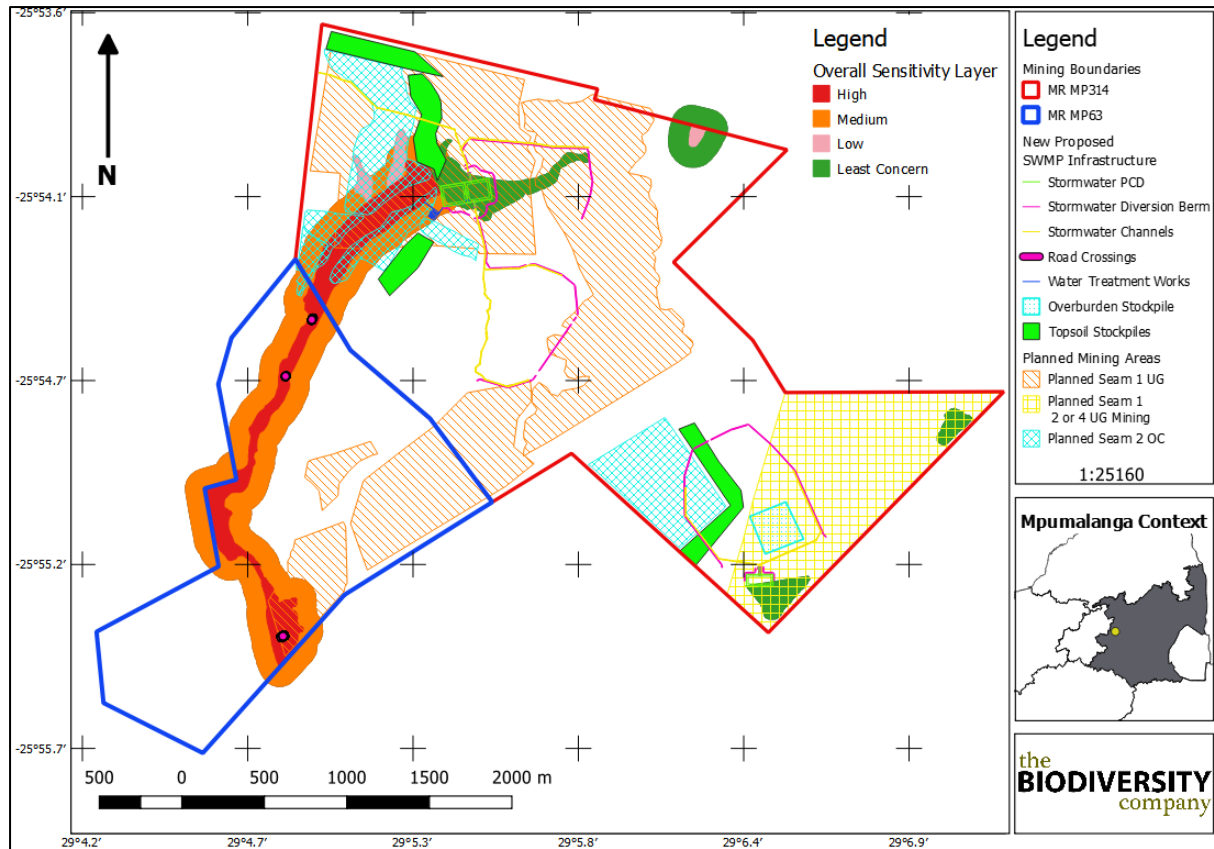 -25°53.6'
-25°54.1'
-25°54.7'
-25°55.2'
-25°55.7'
N
Legend
Overall Sensitivity Layer
High
Medium
Low
Least Concern
500 0 500 1000 1500 2000 m
29°4.2' 29°4.7' 29°5.3' 29°5.8' 29°6.4' 29°6.9'
Legend
Mining Boundaries
MR MP314
MR MP63
New Proposed
SWMP Infrastructure
Stormwater PCD
Stormwater Diversion Berm
Stormwater Channels
Road Crossings
Water Treatment Works
Overburden Stockpile
Topsoil Stockpiles
Planned Mining Areas
Planned Seam 1 UG
Planned Seam 1
2 or 4 UG Mining
Planned Seam 2 OC
1:25160
Mpumalanga Context
the
BIODIVERSITY
company